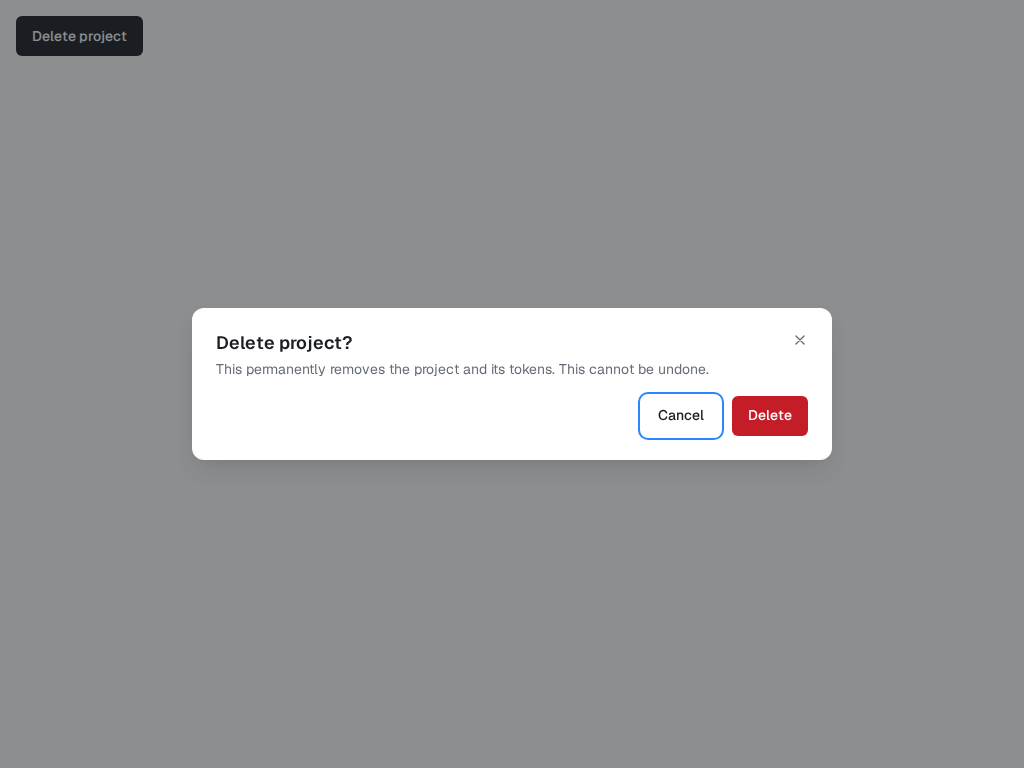 Delete project
Delete project?
This permanently removes the project and its tokens. This cannot be undone.
Cancel Delete